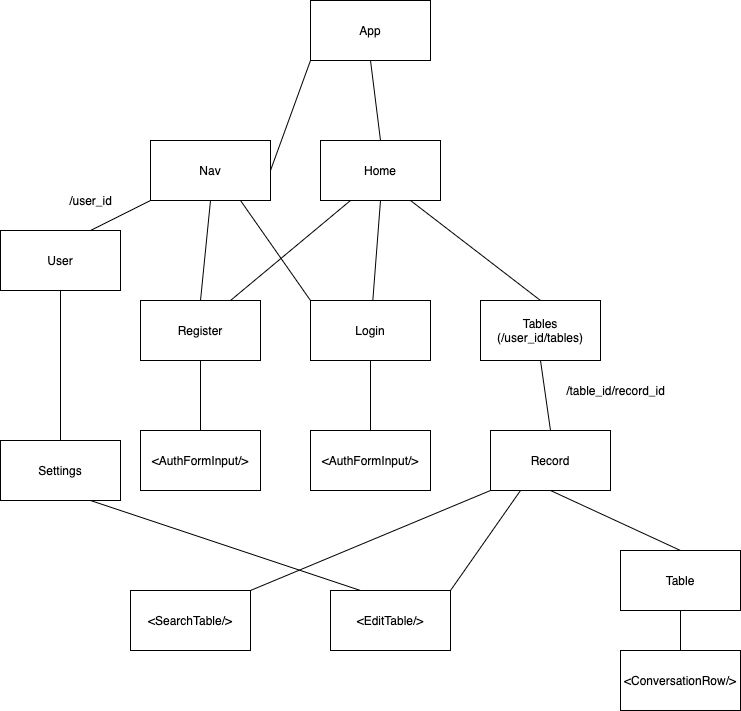 App
Nav
Home
/user_id
User
Register
Login
Tables
(/user_id/tables)
/table_id/record_id
Settings
<AuthFormInput/>
<AuthFormInput/>
Record
Table
<SearchTable/>
<EditTable/>
<ConversationRow/>